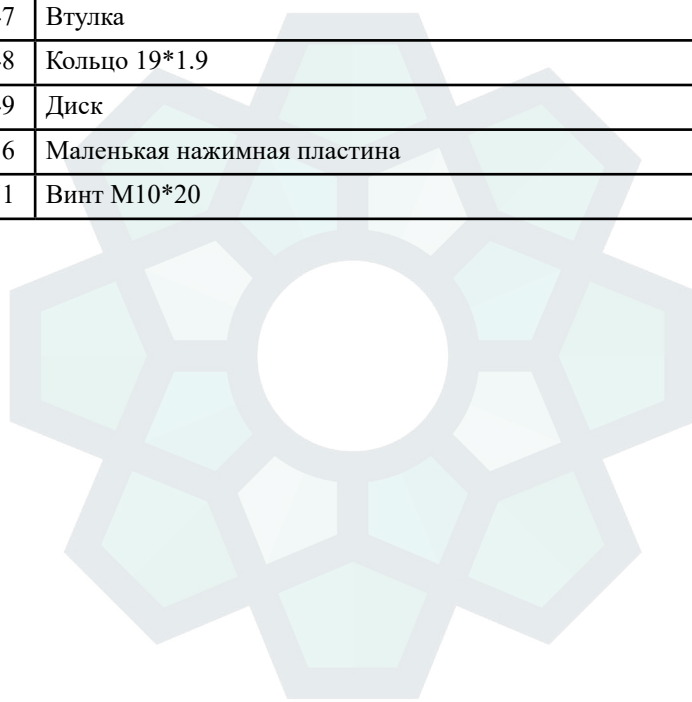 7 Втулка
8 Кольцо 19*1.9
9 Диск
6 Маленькая нажимная пластина
1 Винт М10*20